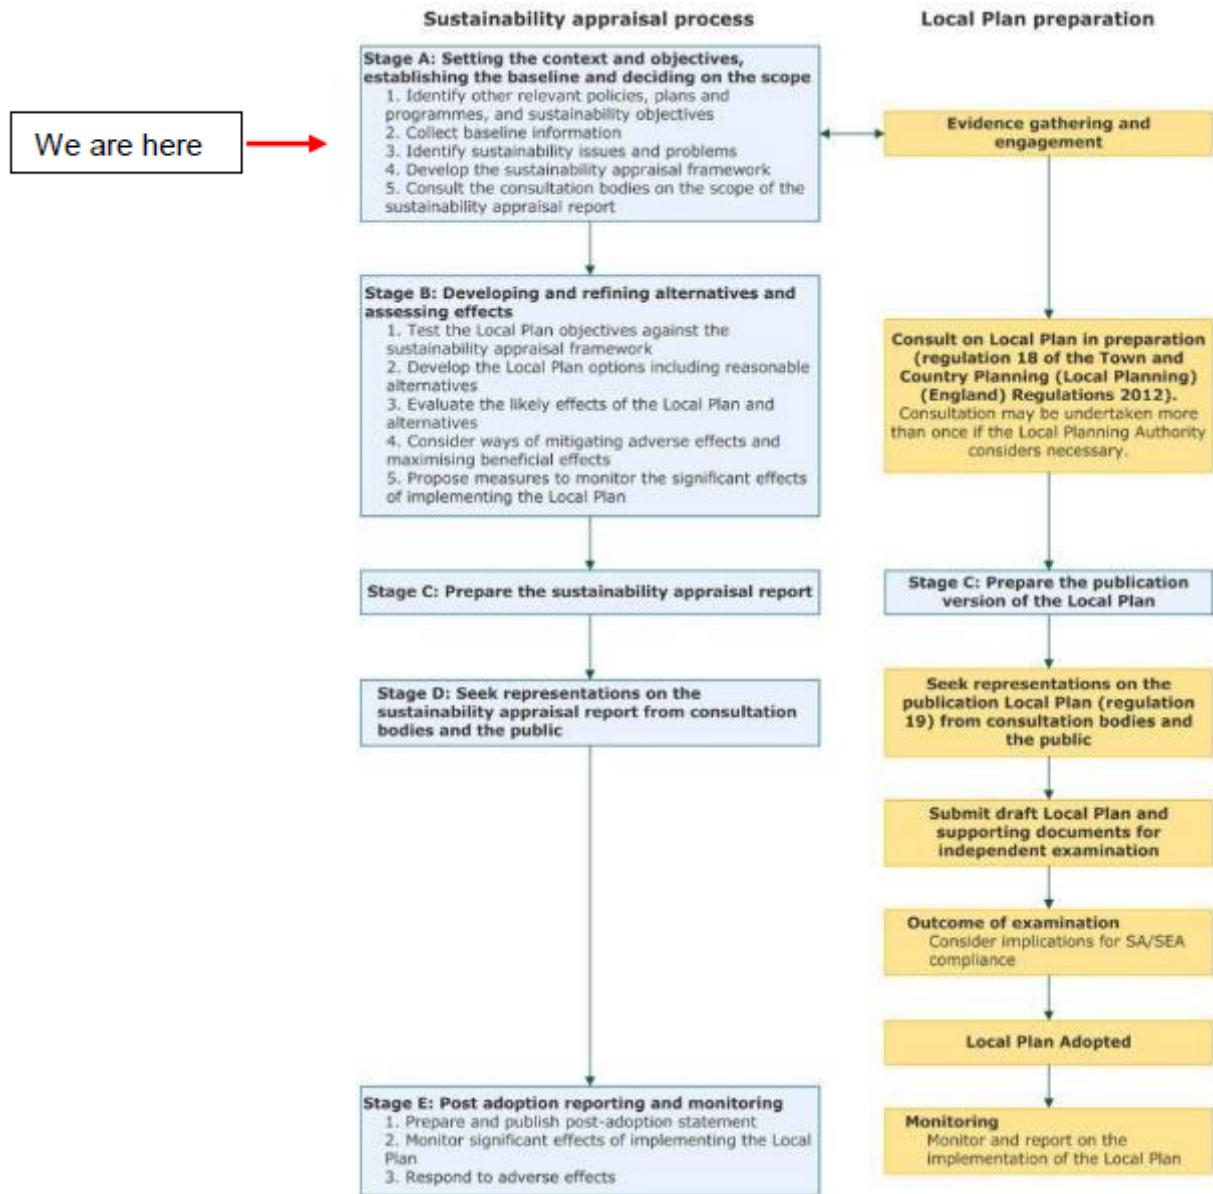 Sustainability appraisal process
Local Plan preparation
We are here
Stage A: Setting the context and objectives,
establishing the baseline and deciding on the scope
1. Identify other relevant policies, plans and
programmes, and sustainability objectives
2. Collect baseline information
3. Identify sustainability issues and problems
4. Develop the sustainability appraisal framework
5. Consult the consultation bodies on the scope of the
sustainability appraisal report
Evidence gathering and
engagement
Stage B: Developing and refining alternatives and
assessing effects
1. Test the Local Plan objectives against the
sustainability appraisal framework
2. Develop the Local Plan options including reasonable
alternatives
3. Evaluate the likely effects of the Local Plan and
alternatives
4. Consider ways of mitigating adverse effects and
maximising beneficial effects
5. Propose measures to monitor the significant effects
of implementing the Local Plan
Consult on Local Plan in preparation
(regulation 18 of the Town and
Country Planning (Local Planning)
(England) Regulations 2012).
Consultation may be undertaken more
than once if the Local Planning Authority
considers necessary.
Stage C: Prepare the sustainability appraisal report
Stage C: Prepare the publication
version of the Local Plan
Stage D: Seek representations on the
sustainability appraisal report from consultation
bodies and the public
Seek representations on the
publication Local Plan (regulation
19) from consultation bodies and
the public
Submit draft Local Plan and
supporting documents for
independent examination
Outcome of examination
Consider implications for SA/SEA
compliance
Local Plan Adopted
Stage E: Post adoption reporting and monitoring
1. Prepare and publish post-adoption statement
2. Monitor significant effects of implementing the Local
Plan
3. Respond to adverse effects
Monitoring
Monitor and report on the
implementation of the Local Plan